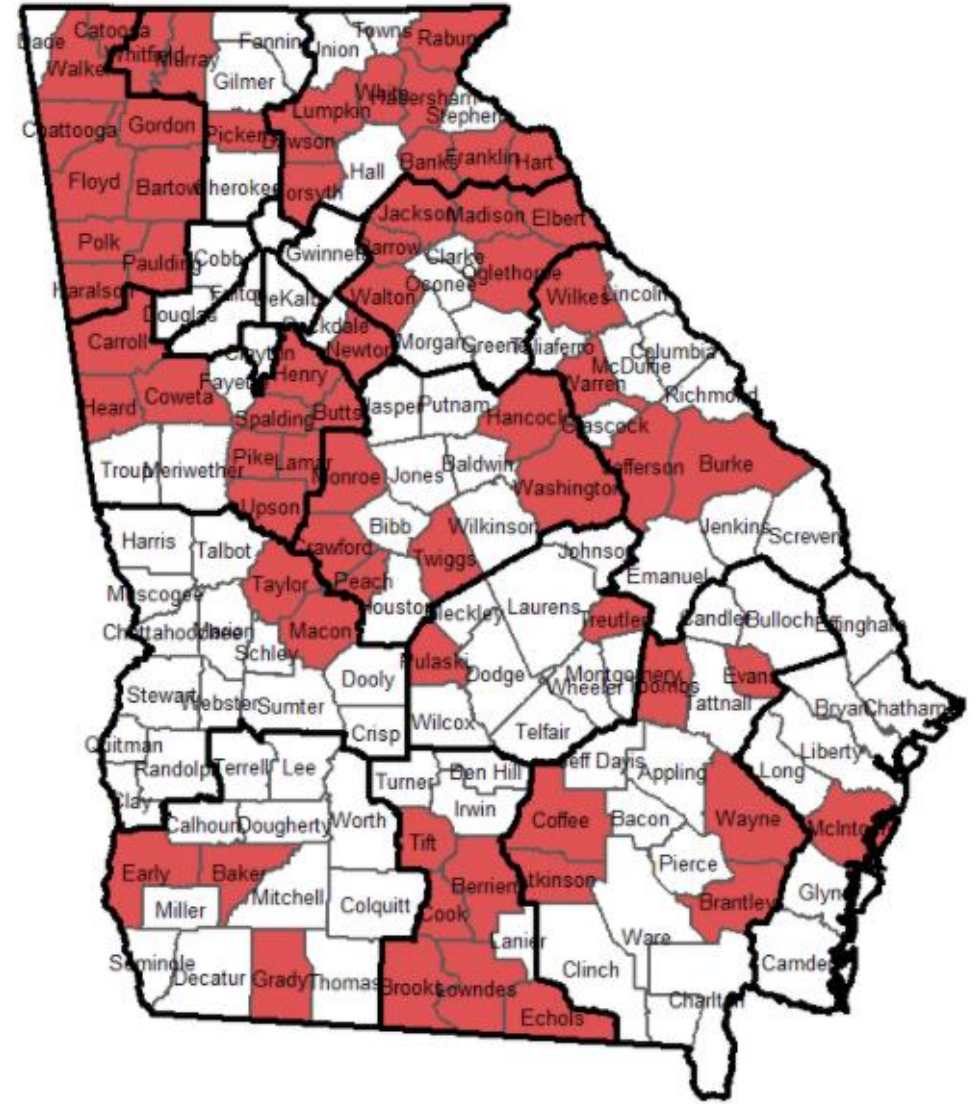 Dade
Catoosa
Walker
Whitfield
Murray
Fannin
Union
Towns
Rabun
Gilmer
White
Habersham
Lumpkin
Stephens
Chattooga
Gordon
Pickens
Dawson
Hall
Banks
Franklin
Hart
Floyd
Bartow
Cherokee
Forsyth
Jackson
Madison
Elbert
Polk
Paulding
Cobb
Gwinnett
Barrow
Clarke
Oconee
Oglethorpe
Haralson
Fulton
DeKalb
Walton
Wilkes
Lincoln
Douglas
Rockdale
Carroll
Clayton
Newton
Morgan
Greene
Taliaferro
McDuffie
Columbia
Fayette
Henry
Warren
Richmond
Heard
Coweta
Spalding
Butts
Jasper
Putnam
Hancock
Glascock
Troup
Meriwether
Pike
Lamar
Monroe
Jones
Baldwin
Washington
Jefferson
Burke
Upson
Bibb
Wilkinson
Jenkins
Screven
Harris
Talbot
Crawford
Twiggs
Johnson
Emanuel
Muscogee
Taylor
Peach
Houston
Bleckley
Laurens
Treutlen
Candler
Bulloch
Effingham
Chattahoochee
Marion
Macon
Schley
Dooly
Pulaski
Dodge
Wheeler
Montgomery
Toombs
Evans
Tattnall
Stewart
Webster
Sumter
Crisp
Wilcox
Telfair
Bryan
Chatham
Quitman
Randolph
Terrell
Lee
Turner
Ben Hill
Jeff Davis
Appling
Long
Liberty
Clay
Calhoun
Dougherty
Worth
Irwin
Tift
Coffee
Bacon
Wayne
McIntosh
Early
Baker
Mitchell
Miller
Colquitt
Berrien
Cook
Atkinson
Pierce
Brantley
Glynn
Seminole
Decatur
Grady
Thomas
Brooks
Lowndes
Lanier
Echols
Clinch
Ware
Charlton
Camden